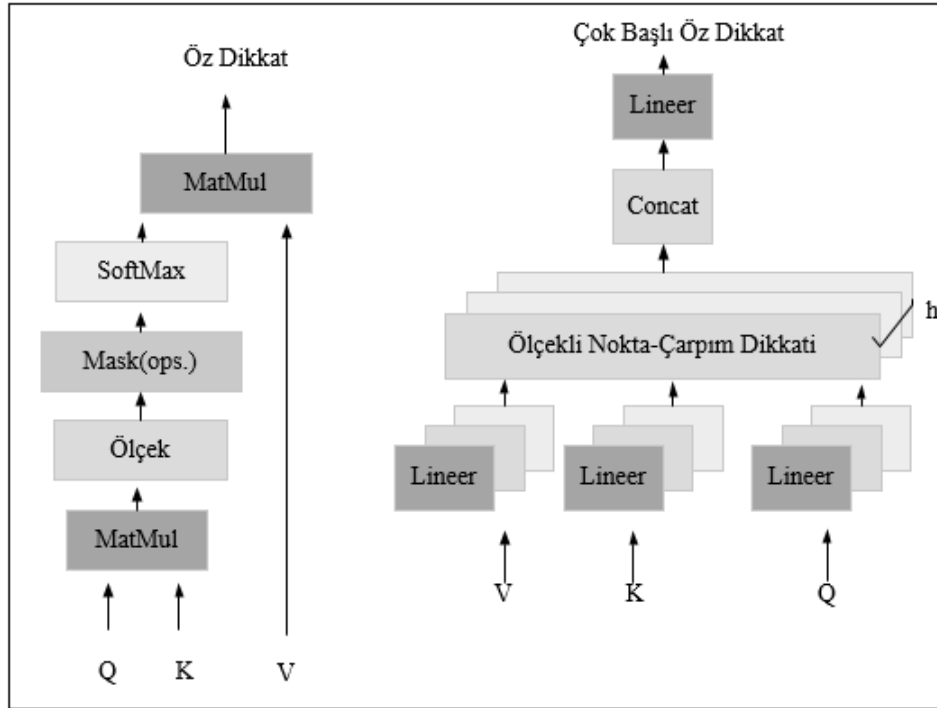 Öz Dikkat
MatMul
SoftMax
Mask(ops.)
Ölçek
MatMul
Q
K
V
Çok Başlı Öz Dikkat
Lineer
Concat
Ölçekli Nokta-Çarpım Dikkati
h
Lineer
Lineer
Lineer
V
K
Q